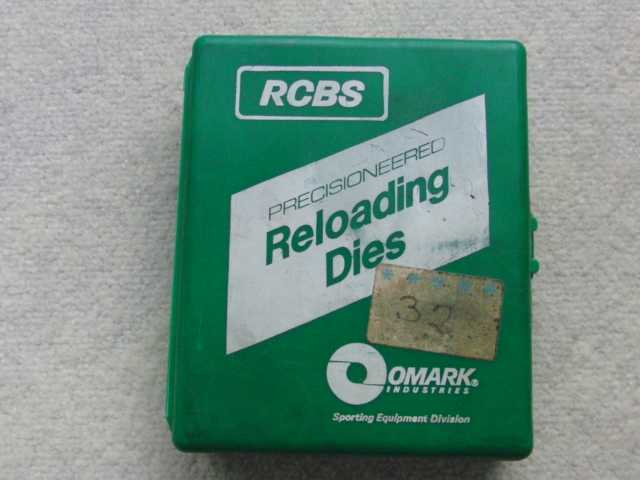 RCBS
PRECISIONEERED
Reloading
Dies
* * * * *
32
OMARK®
INDUSTRIES
Sporting Equipment Division